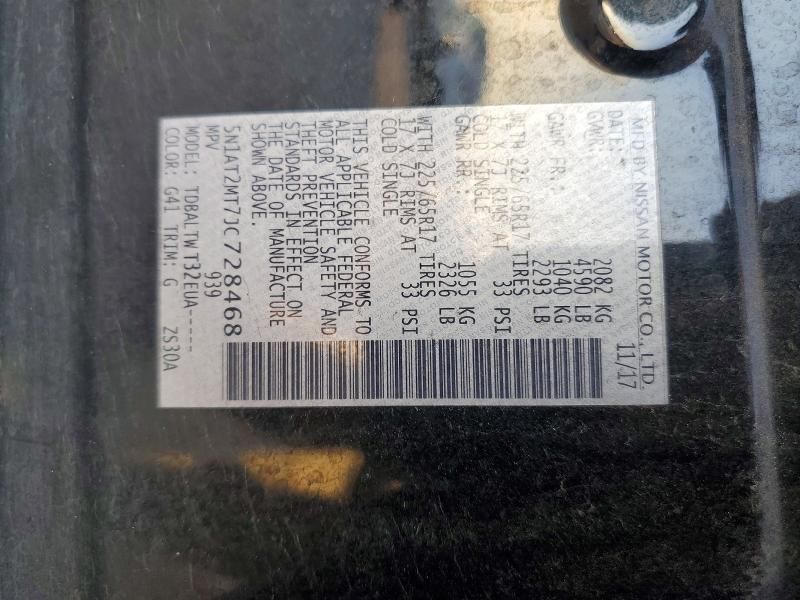 MFD BY NISSAN MOTOR CO., LTD.
DATE: 11/17
GVWR: 2082 KG
4590 LB
GAWR FR: 1040 KG
2293 LB
WITH 225/65R17 TIRES
17 X 7J RIMS AT 33 PSI
COLD SINGLE
GAWR RR: 1055 KG
2326 LB
WITH 225/65R17 TIRES
17 X 7J RIMS AT 33 PSI
COLD SINGLE
THIS VEHICLE CONFORMS TO
ALL APPLICABLE FEDERAL
MOTOR VEHICLE SAFETY AND
THEFT PREVENTION
STANDARDS IN EFFECT ON
THE DATE OF MANUFACTURE
SHOWN ABOVE.
5N1AT2MT7JC728468
MPV 939
MODEL: TDBALTWT32EUA-----
COLOR: G41 TRIM: G ZS30A